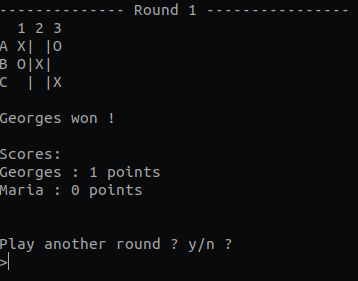 -------------- Round 1 ----------------
  1 2 3
A X| |O
B O|X|
C  | |X
Georges won !
Scores:
Georges : 1 points
Maria : 0 points
Play another round ? y/n ?
>